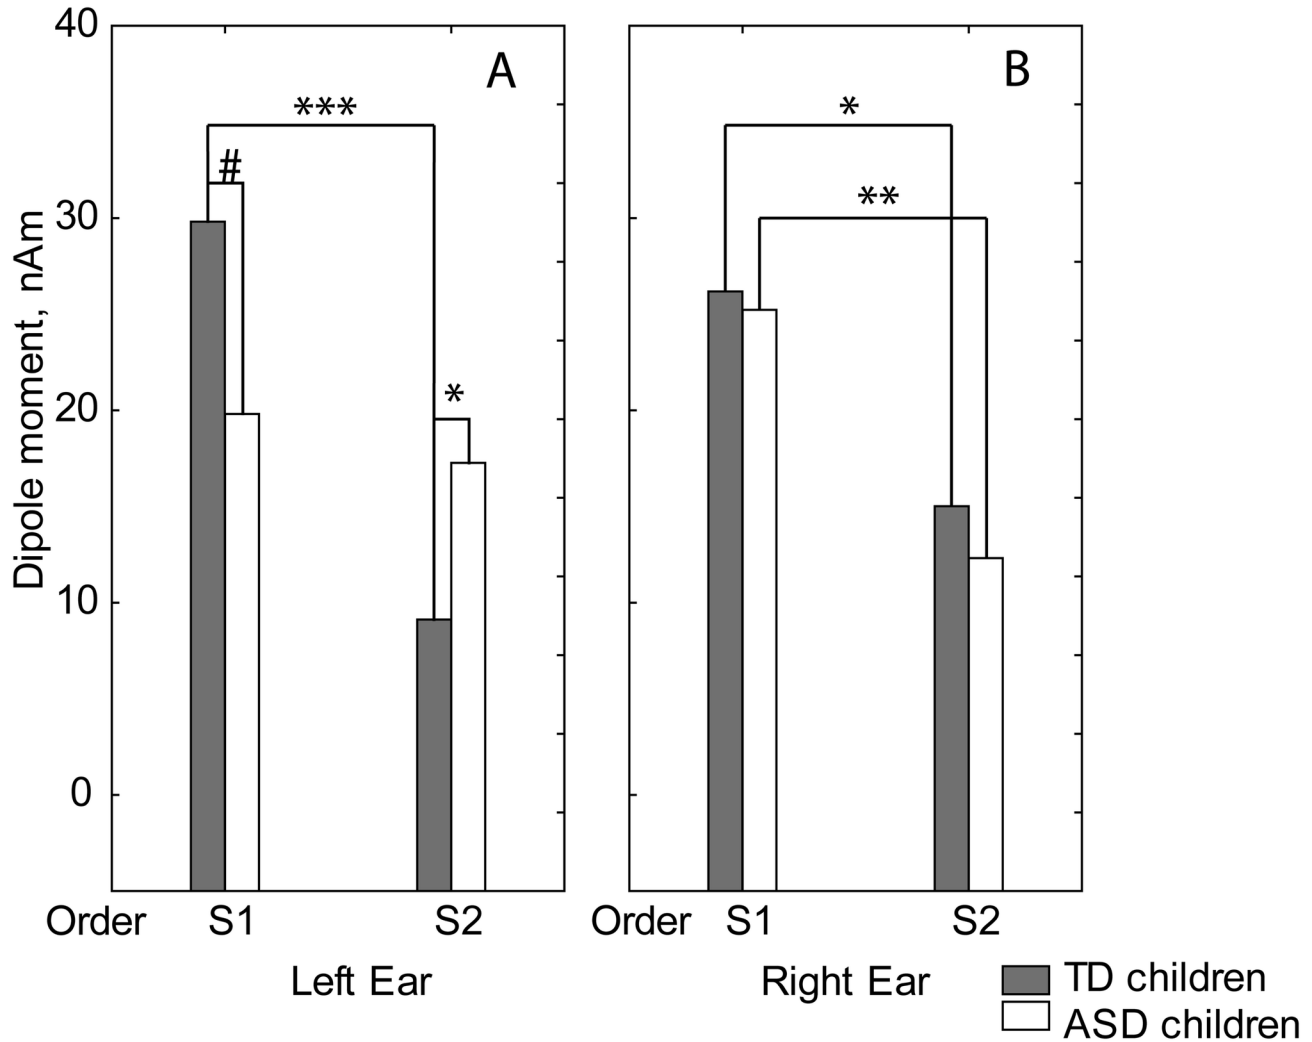 A
B
***
*
#
**
*
40
30
20
10
0
Dipole moment, nAm
Order S1 S2
Order S1 S2
Left Ear
Right Ear
TD children
ASD children